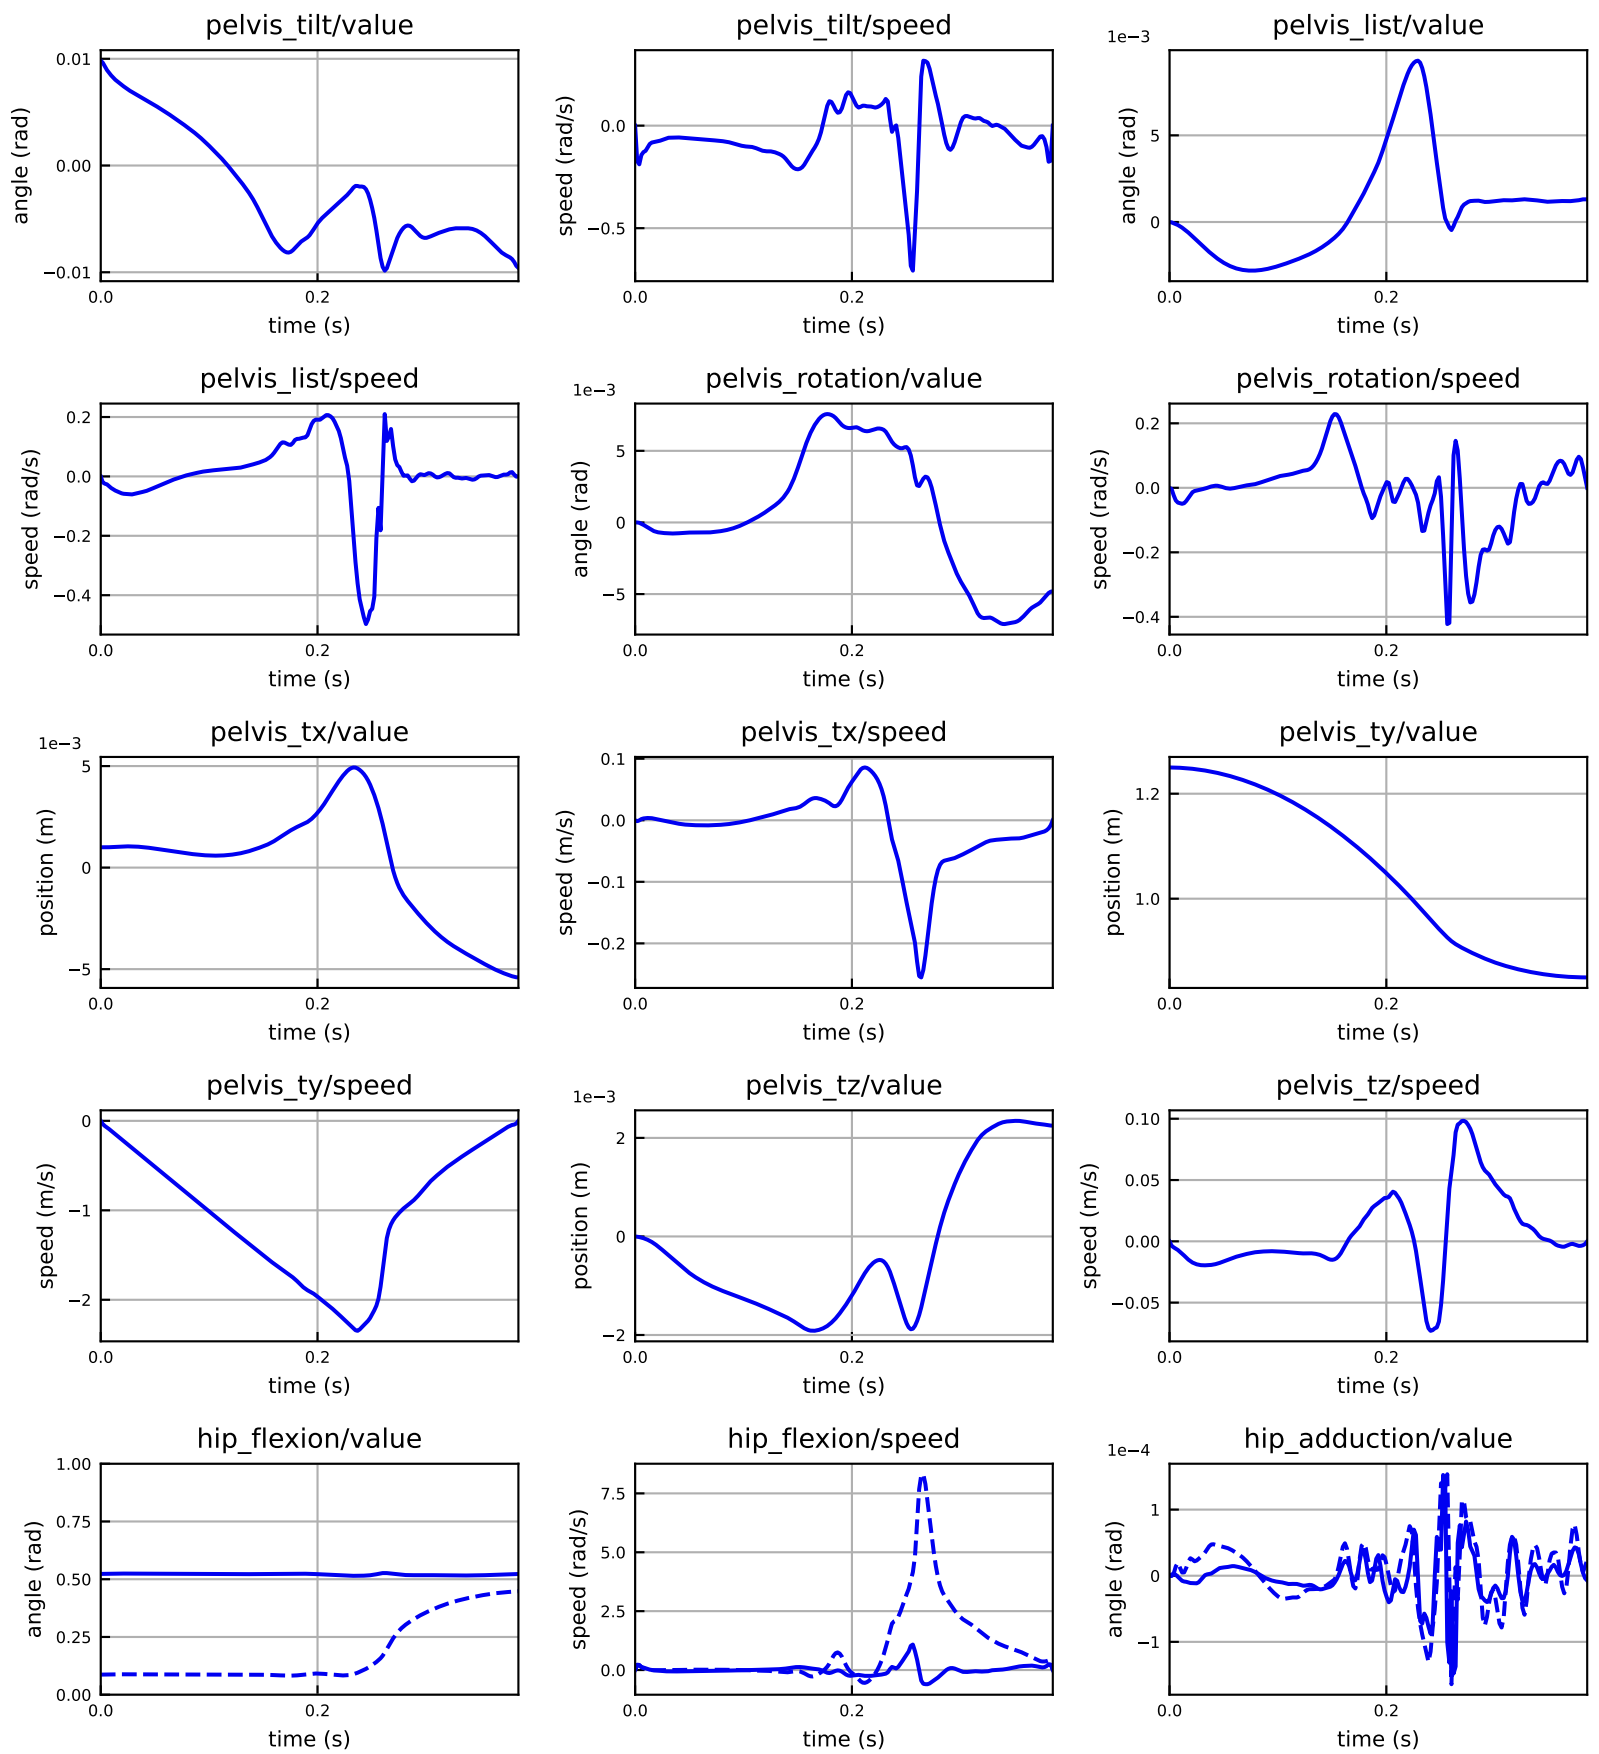 pelvis_tilt/value
angle (rad)
0.01
0.00
−0.01
0.0
0.2
time (s)
pelvis_tilt/speed
speed (rad/s)
0.0
−0.5
0.0
0.2
time (s)
pelvis_list/value
1e−3
angle (rad)
5
0
0.0
0.2
time (s)
pelvis_list/speed
speed (rad/s)
0.2
0.0
−0.2
−0.4
0.0
0.2
time (s)
pelvis_rotation/value
1e−3
angle (rad)
5
0
−5
0.0
0.2
time (s)
pelvis_rotation/speed
speed (rad/s)
0.2
0.0
−0.2
−0.4
0.0
0.2
time (s)
pelvis_tx/value
1e−3
position (m)
5
0
−5
0.0
0.2
time (s)
pelvis_tx/speed
speed (m/s)
0.1
0.0
−0.1
−0.2
0.0
0.2
time (s)
pelvis_ty/value
position (m)
1.2
1.0
0.0
0.2
time (s)
pelvis_ty/speed
speed (m/s)
0
−1
−2
0.0
0.2
time (s)
pelvis_tz/value
1e−3
position (m)
2
0
−2
0.0
0.2
time (s)
pelvis_tz/speed
speed (m/s)
0.10
0.05
0.00
−0.05
0.0
0.2
time (s)
hip_flexion/value
angle (rad)
1.00
0.75
0.50
0.25
0.00
0.0
0.2
time (s)
hip_flexion/speed
speed (rad/s)
7.5
5.0
2.5
0.0
0.0
0.2
time (s)
hip_adduction/value
1e−4
angle (rad)
1
0
−1
0.0
0.2
time (s)